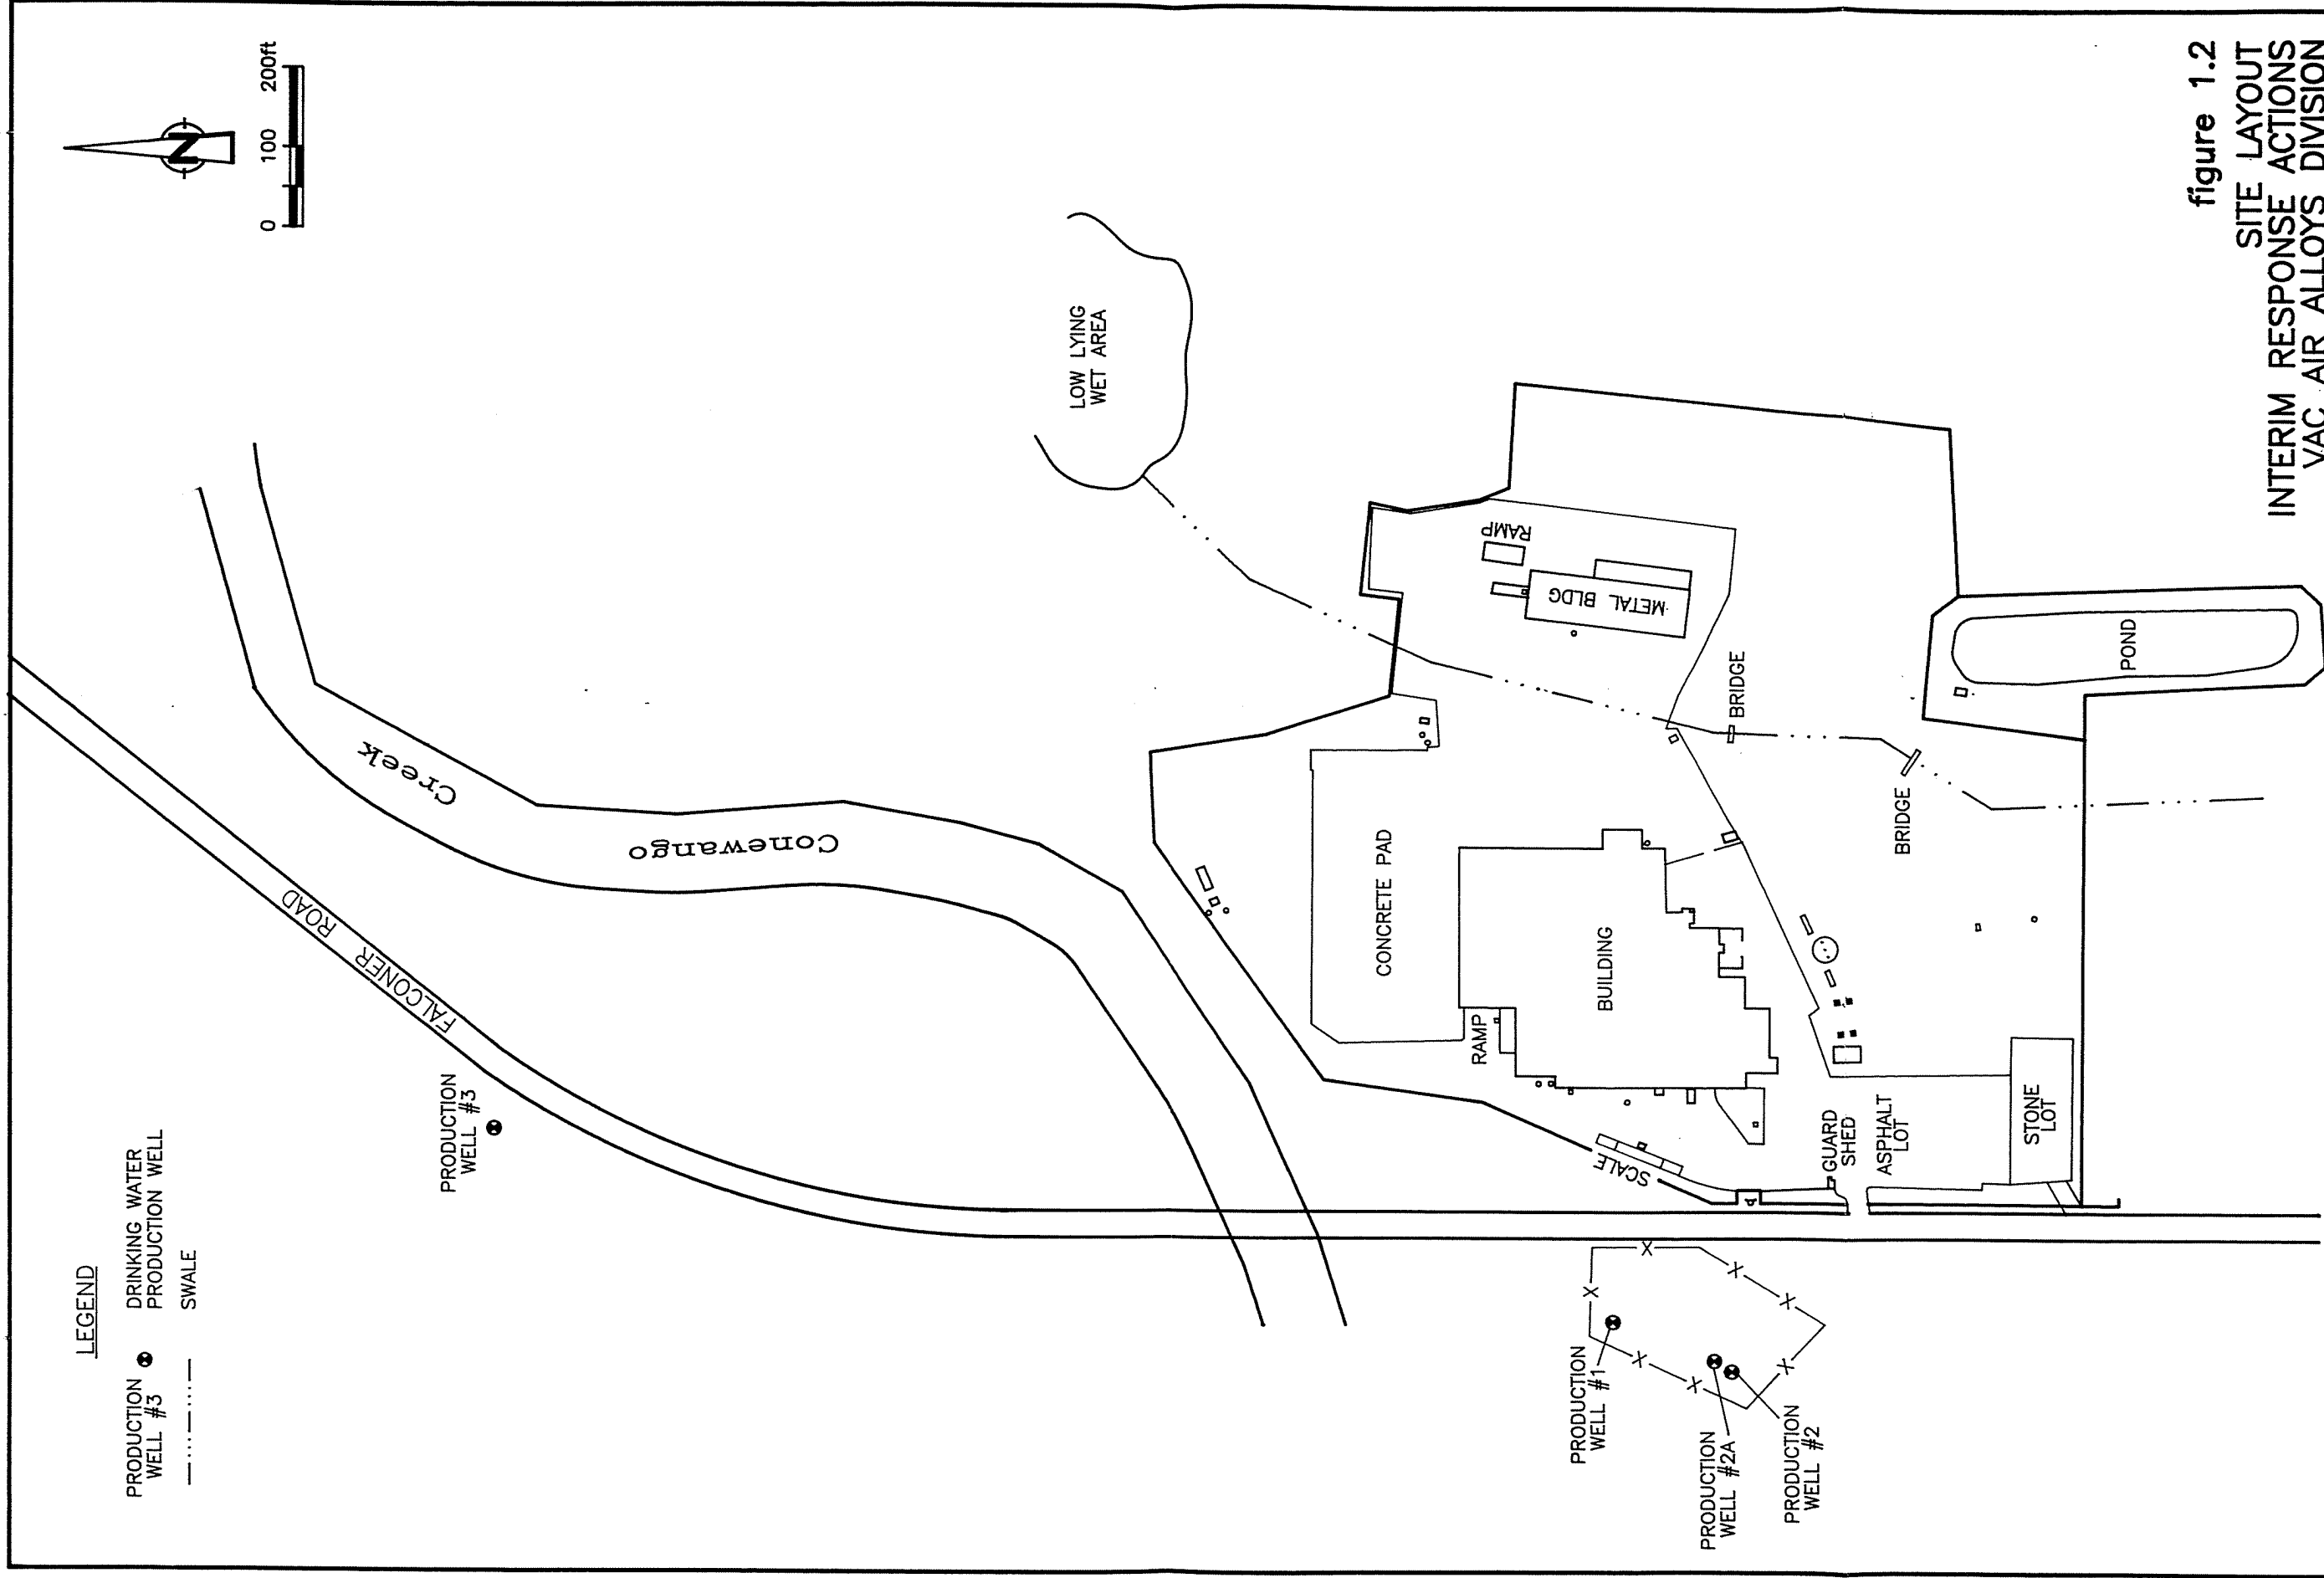 LEGEND
PRODUCTION
WELL #3
DRINKING WATER
PRODUCTION WELL
SWALE
N
0 100 200ft
FALCONER ROAD
Creek
Conewango
PRODUCTION
WELL #3
LOW LYING
WET AREA
CONCRETE PAD
RAMP
METAL BLDG
RAMP
BUILDING
BRIDGE
BRIDGE
POND
SCALE
GUARD
SHED
ASPHALT
LOT
STONE
LOT
PRODUCTION
WELL #1
PRODUCTION
WELL #2A
PRODUCTION
WELL #2
figure 1.2
SITE LAYOUT
INTERIM RESPONSE ACTIONS
VAC AIR ALLOYS DIVISION